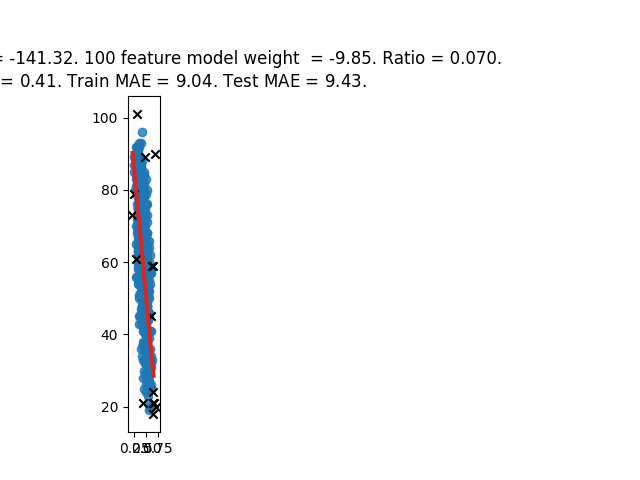 = -141.32. 100 feature model weight  = -9.85. Ratio = 0.070.
= 0.41. Train MAE = 9.04. Test MAE = 9.43.
100
80
60
40
20